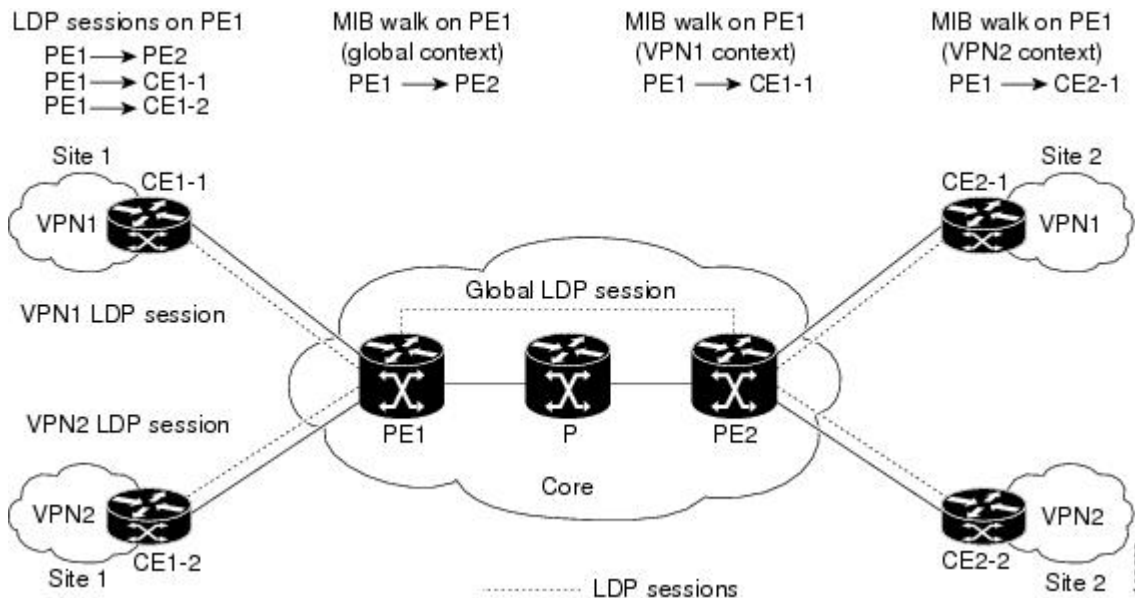 LDP sessions on PE1
PE1 → PE2
PE1 → CE1-1
PE1 → CE1-2
MIB walk on PE1
(global context)
PE1 → PE2
MIB walk on PE1
(VPN1 context)
PE1 → CE1-1
MIB walk on PE1
(VPN2 context)
PE1 → CE2-1
Site 1
CE1-1
VPN1
VPN1 LDP session
Site 2
CE2-1
VPN1
Global LDP session
PE1
P
PE2
Core
VPN2 LDP session
VPN2
CE1-2
Site 1
VPN2
CE2-2
Site 2
LDP sessions